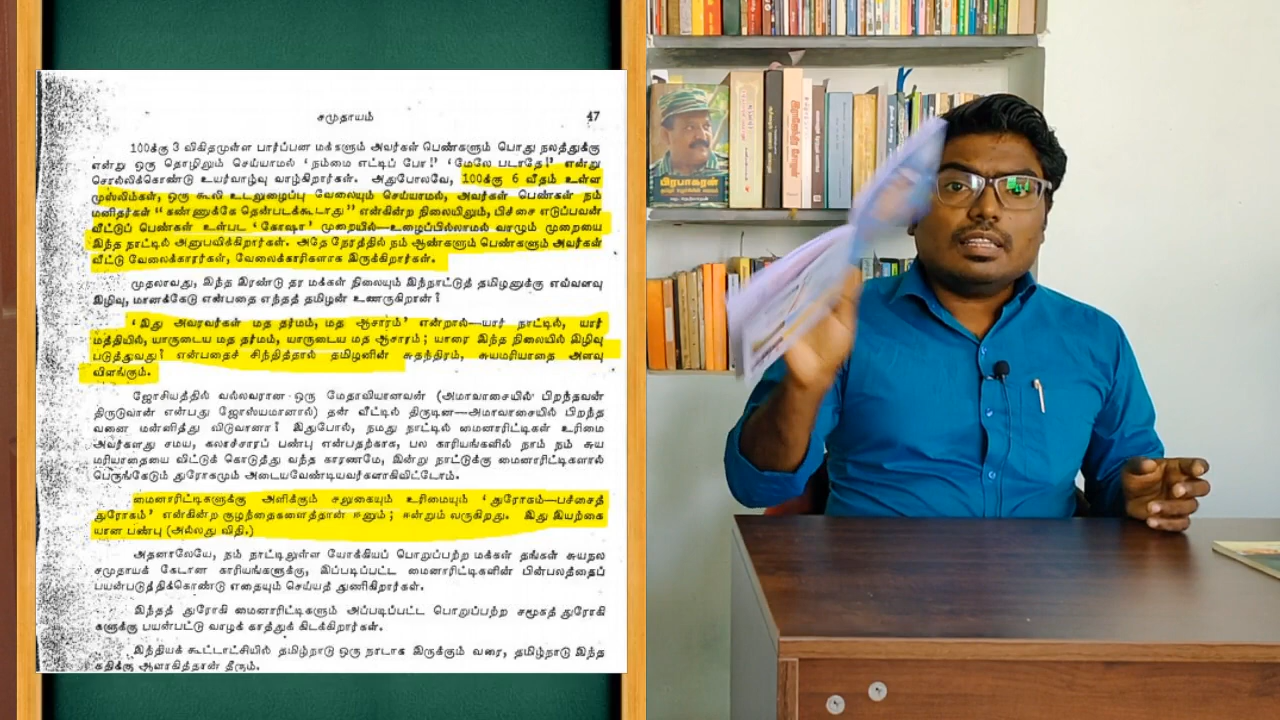 சமுதாயம் 47
100க்கு 3 விகிதமுள்ள பார்ப்பன மக்களும் அவர்கள் பெண்களும் பொது நலத்துக்கு
என்று ஒரு தொழிலும் செய்யாமல் ‘நம்மை எட்டிப் போ!’ ‘மேலே படாதே!’ என்று
சொல்லிக்கொண்டு உயர்வாழ்வு வாழ்கிறார்கள். அதுபோலவே, 100க்கு 6 வீதம் உள்ள
முஸ்லிம்கள், ஒரு கூலி உடலுழைப்பு வேலையும் செய்யாமல், அவர்கள் பெண்கள் நம்
மனிதர்கள் “கண்ணுக்கே தென்படக்கூடாது” என்கின்ற நிலையிலும், பிச்சை எடுப்பவன்
வீட்டுப் பெண்கள் உள்பட ‘கோஷா’ முறையில்—உழைப்பில்லாமல் வாழும் முறையை
இந்த நாட்டில் அனுபவிக்கிறார்கள். அதே நேரத்தில் நம் ஆண்களும் பெண்களும் அவர்கள்
வீட்டு வேலைக்காரர்கள், வேலைக்காரிகளாக இருக்கிறார்கள்.
முதலாவது, இந்த இரண்டு தர மக்கள் நிலையும் இந்நாட்டுத் தமிழனுக்கு எவ்வளவு
இழிவு, மானக்கேடு என்பதை எந்தத் தமிழன் உணருகிறான்?
‘இது அவரவர்கள் மத தர்மம், மத ஆசாரம்’ என்றால்—யார் நாட்டில், யார்
மத்தியில், யாருடைய மத தர்மம், யாருடைய மத ஆசாரம்; யாரை இந்த நிலையில் இழிவு
படுத்துவது? என்பதைச் சிந்தித்தால் தமிழனின் சுதந்திரம், சுயமரியாதை அளவு
விளங்கும்.
ஜோசியத்தில் வல்லவரான ஒரு மேதாவியானவன் (அமாவாசையில் பிறந்தவன்
திருடுவான் என்பது ஜோஸ்யமானால்) தன் வீட்டில் திருடின—அமாவாசையில் பிறந்த
வனை மன்னித்து விடுவானா? இதுபோல், நமது நாட்டில் மைனாரிட்டிகள் உரிமை
அவர்களது சமய, கலாச்சாரப் பண்பு என்பதற்காக, பல காரியங்களில் நாம் நம் சுய
மரியாதையை விட்டுக் கொடுத்து வந்த காரணமே, இன்று நாட்டுக்கு மைனாரிட்டிகளால்
பெருங்கேடும் துரோகமும் அடையவேண்டியவர்களாகிவிட்டோம்.
மைனாரிட்டிகளுக்கு அளிக்கும் சலுகையும் உரிமையும் ‘துரோகம்—பச்சைத்
துரோகம்’ என்கின்ற குழந்தைகளைத்தான் ஈனும்; ஈன்றும் வருகிறது. இது இயற்கை
யான பண்பு (அல்லது விதி.)
அதனாலேயே, நம் நாட்டிலுள்ள யோக்கியப் பொறுப்பற்ற மக்கள் தங்கள் சுயநல
சமுதாயக் கேடான காரியங்களுக்கு, இப்படிப்பட்ட மைனாரிட்டிகளின் பின்பலத்தைப்
பயன்படுத்திக்கொண்டு எதையும் செய்யத் துணிகிறார்கள்.
இந்தத் துரோகி மைனாரிட்டிகளும் அப்படிப்பட்ட பொறுப்பற்ற சமூகத் துரோகி
களுக்கு பயன்பட்டு வாழக் காத்துக் கிடக்கிறார்கள்.
இந்தியக் கூட்டாட்சியில் தமிழ்நாடு ஒரு நாடாக இருக்கும் வரை, தமிழ்நாடு இந்த
கதிக்கு ஆளாகித்தான் தீரும்.
பிரபாகரன்